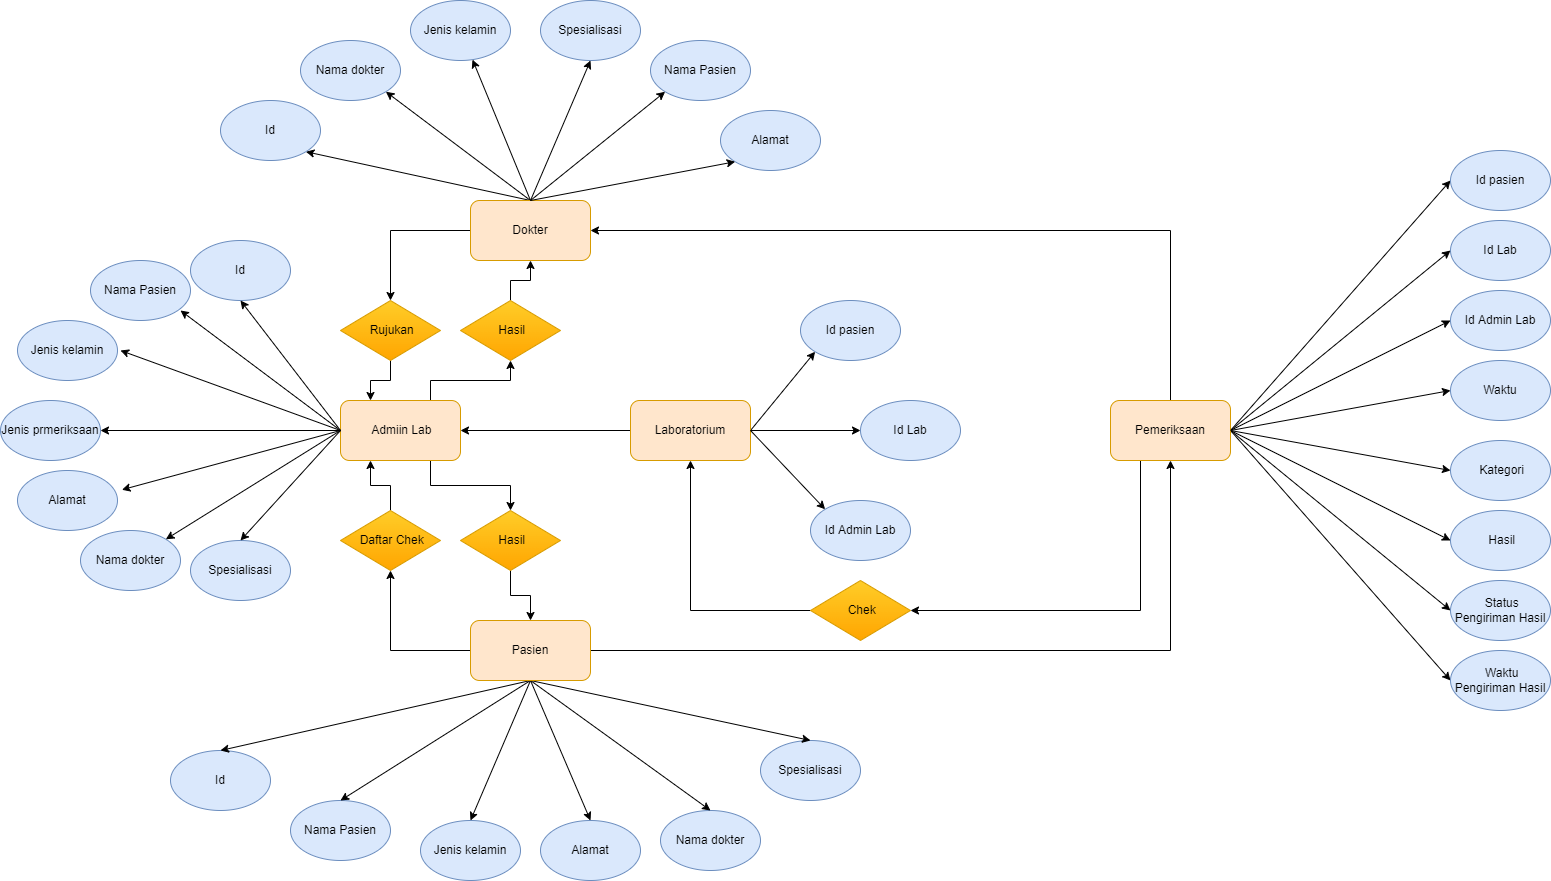 Jenis kelamin
Spesialisasi
Nama dokter
Nama Pasien
Id
Alamat
Id pasien
Dokter
Id Lab
Id
Nama Pasien
Id Admin Lab
Rujukan
Hasil
Id pasien
Jenis kelamin
Waktu
Jenis prmeriksaan
Admiin Lab
Laboratorium
Id Lab
Pemeriksaan
Kategori
Alamat
Id Admin Lab
Daftar Chek
Hasil
Hasil
Nama dokter
Spesialisasi
Chek
Status
Pengiriman Hasil
Pasien
Waktu
Pengiriman Hasil
Id
Spesialisasi
Nama Pasien
Jenis kelamin
Alamat
Nama dokter